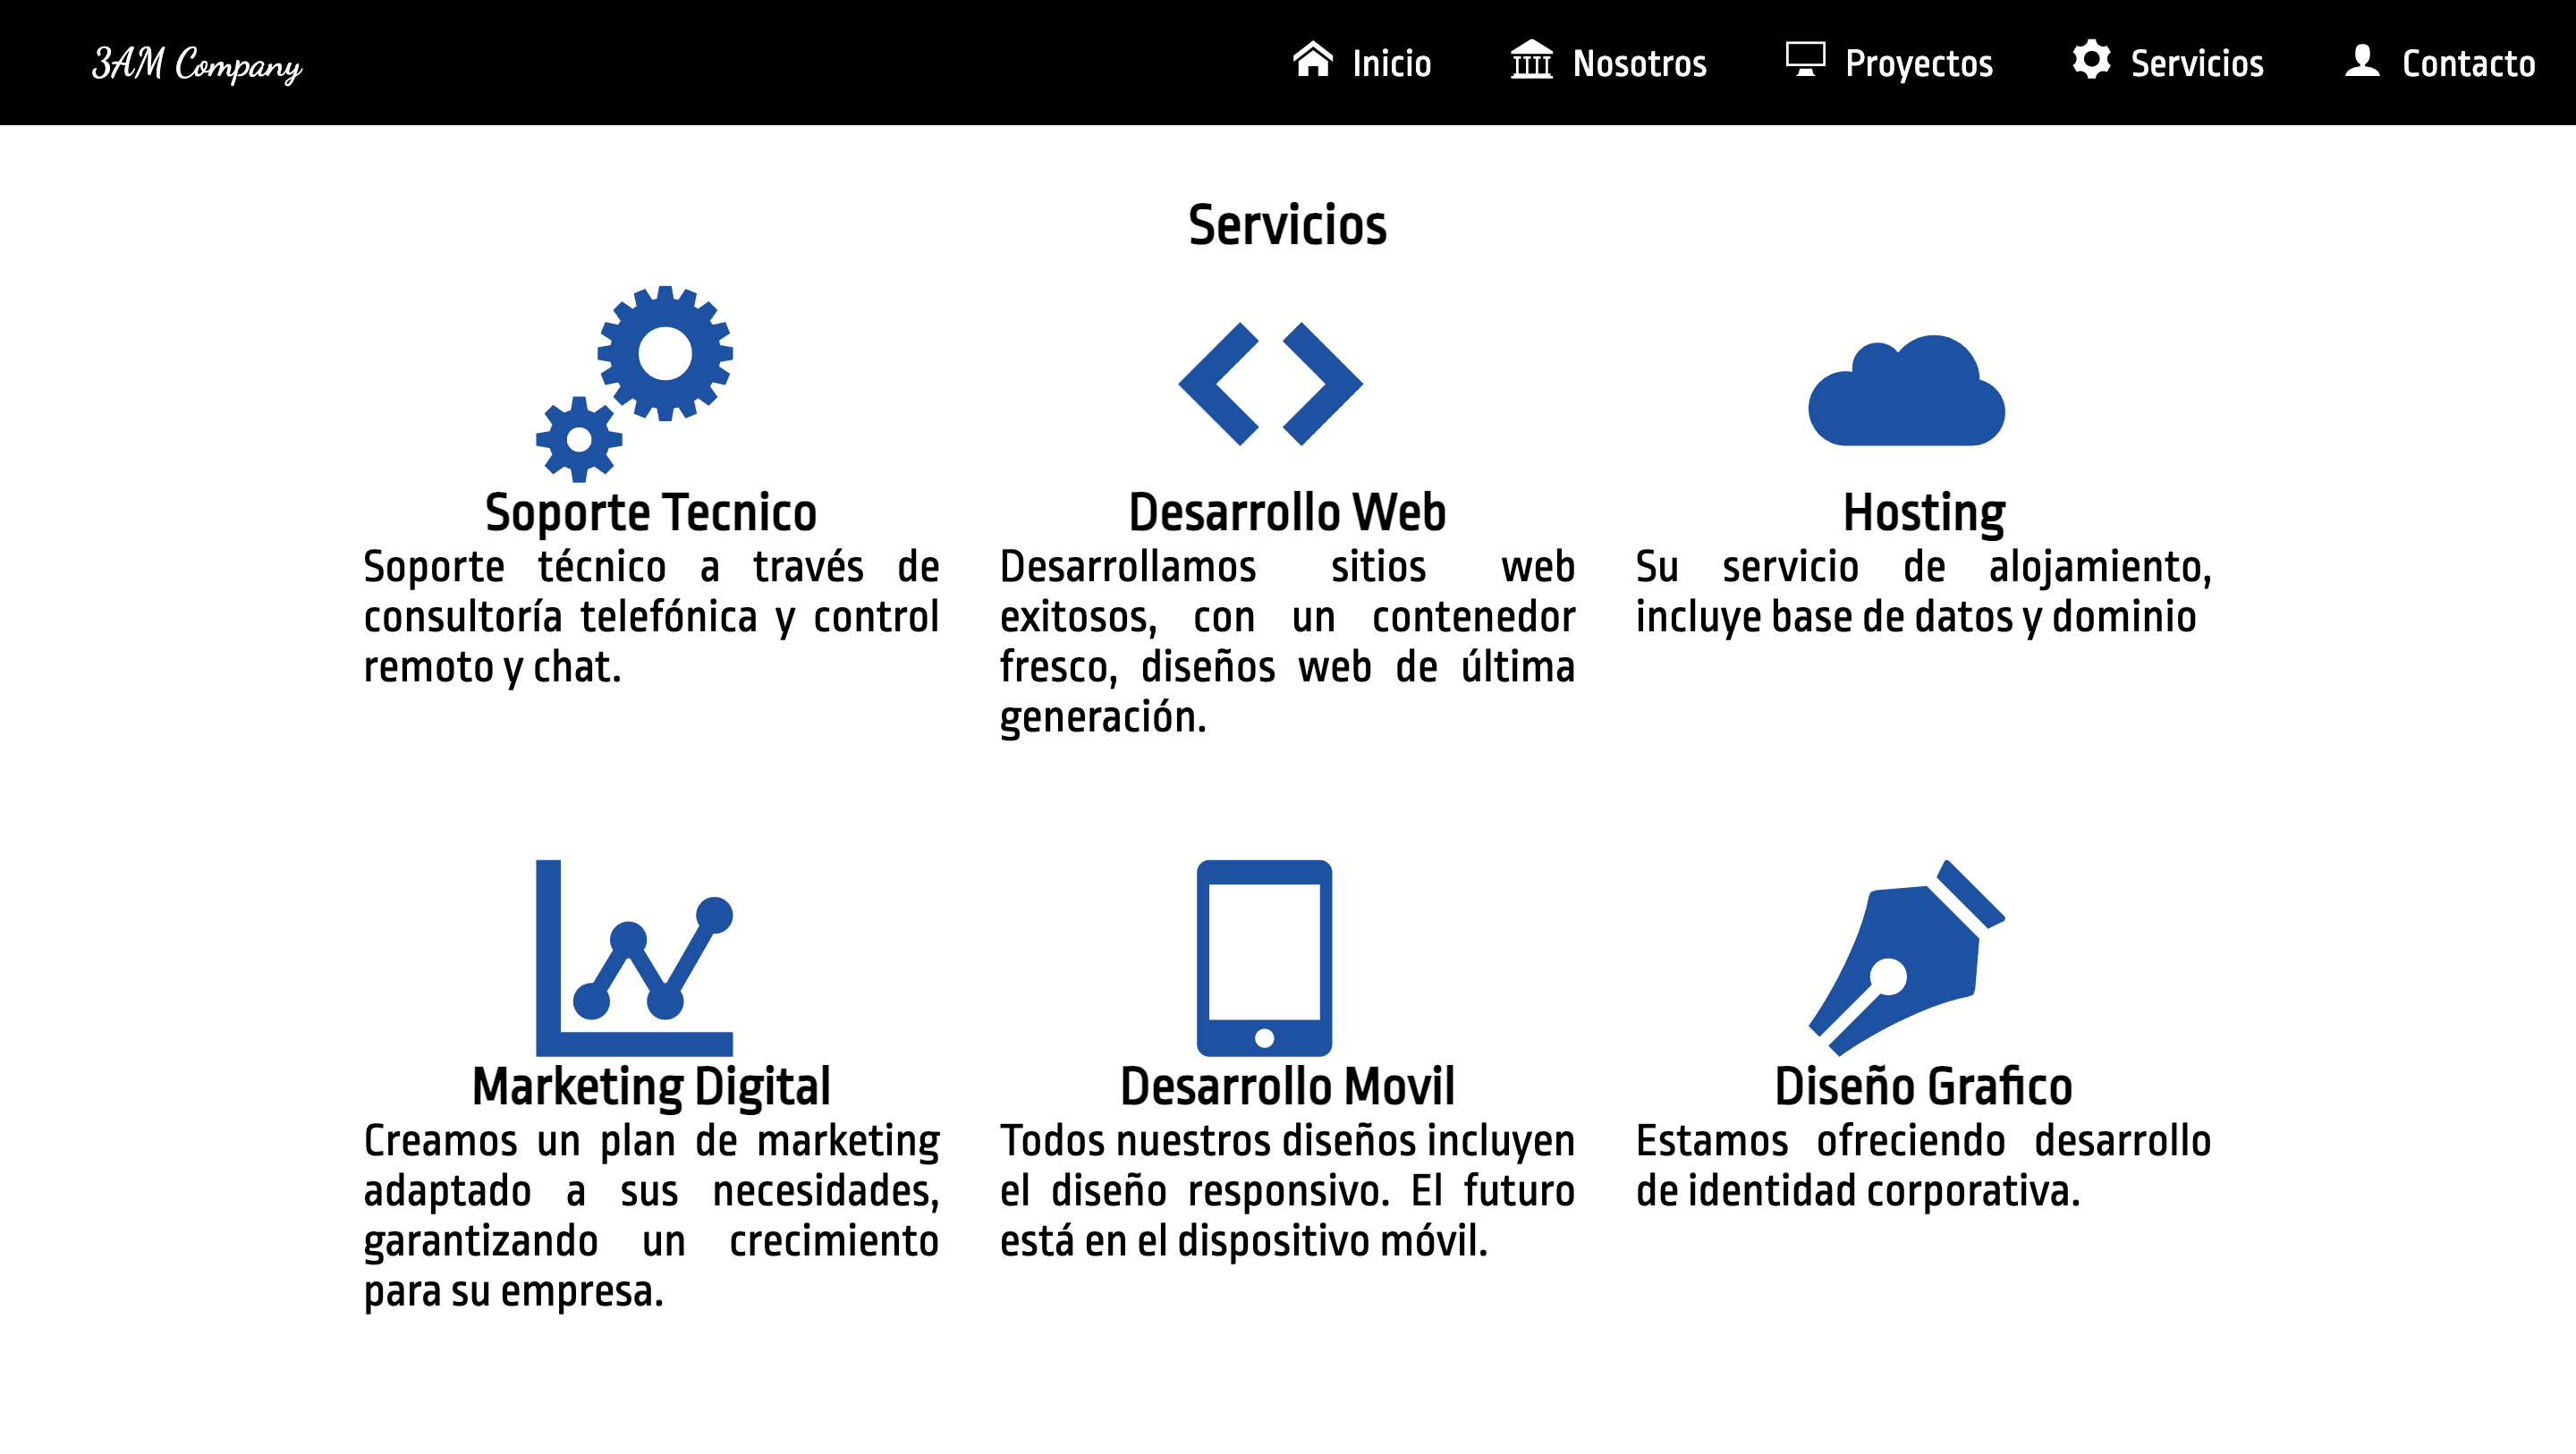 3AM Company
Inicio
Nosotros
Proyectos
Servicios
Contacto
Servicios
Soporte Tecnico
Soporte técnico a través de
consultoría telefónica y control
remoto y chat.
Desarrollo Web
Desarrollamos sitios web
exitosos, con un contenedor
fresco, diseños web de última
generación.
Hosting
Su servicio de alojamiento,
incluye base de datos y dominio
Marketing Digital
Creamos un plan de marketing
adaptado a sus necesidades,
garantizando un crecimiento
para su empresa.
Desarrollo Movil
Todos nuestros diseños incluyen
el diseño responsivo. El futuro
está en el dispositivo móvil.
Diseño Grafico
Estamos ofreciendo desarrollo
de identidad corporativa.